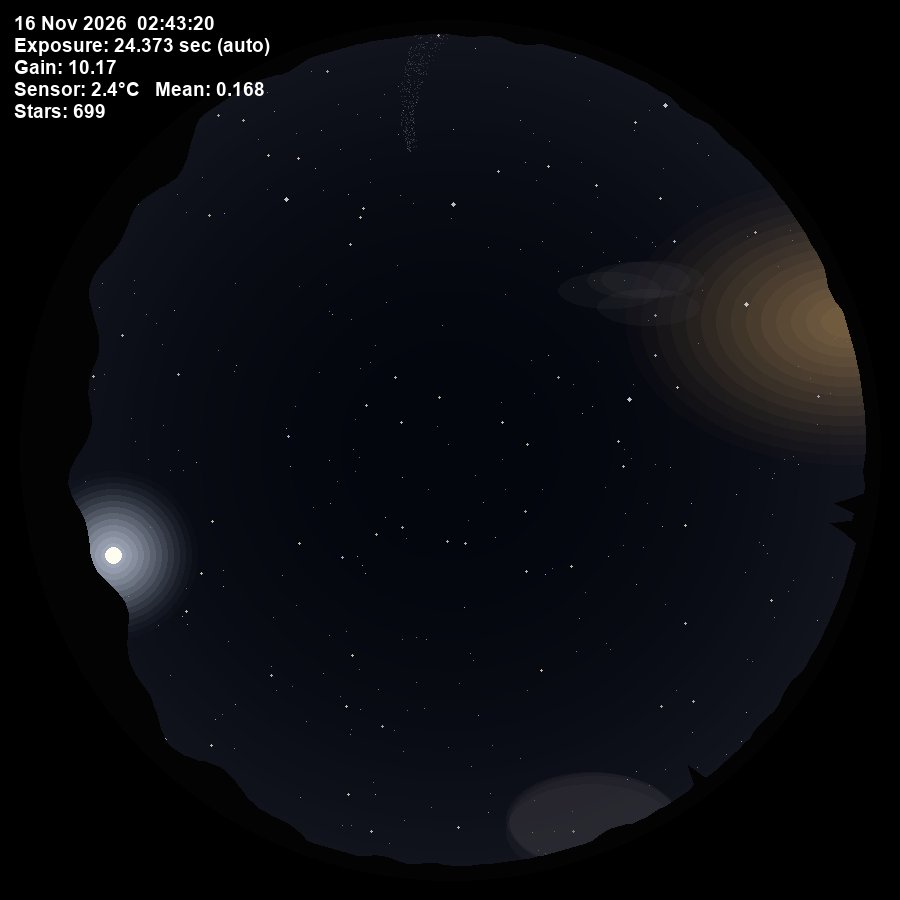 16 Nov 2026  02:43:20
Exposure: 24.373 sec (auto)
Gain: 10.17
Sensor: 2.4°C   Mean: 0.168
Stars: 699